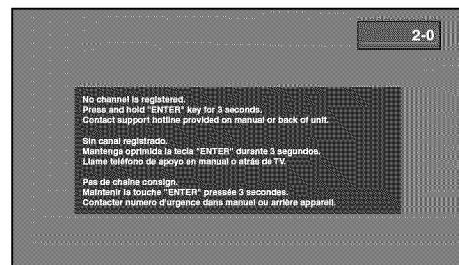 2-0
No channel is registered.
Press and hold "ENTER" key for 3 seconds.
Contact support hotline provided on manual or back of unit.
Sin canal registrado.
Mantenga oprimida la tecla "ENTER" durante 3 segundos.
Llame teléfono de apoyo en manual o atrás de TV.
Pas de chaîne consign.
Maintenir la touche "ENTER" pressée 3 secondes.
Contacter numero d'urgence dans manuel ou arrière appareil.